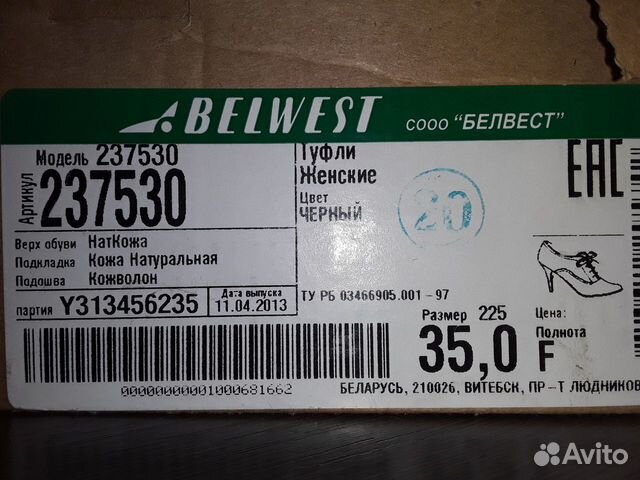 BELWEST СООО "БЕЛВЕСТ"
Модель 237530
Артикул 237530
Туфли
Женские
Цвет
ЧЕРНЫЙ
20
EAC
Верх обуви НатКожа
Подкладка Кожа Натуральная
Подошва Кожволон
партия Y313456235
Дата выпуска
11.04.2013
ТУ РБ 03466905.001-97
Размер 225
35,0
Цена:
Полнота
F
00000000001000681662
БЕЛАРУСЬ, 210026, ВИТЕБСК, ПР-Т ЛЮДНИКОВ
Avito